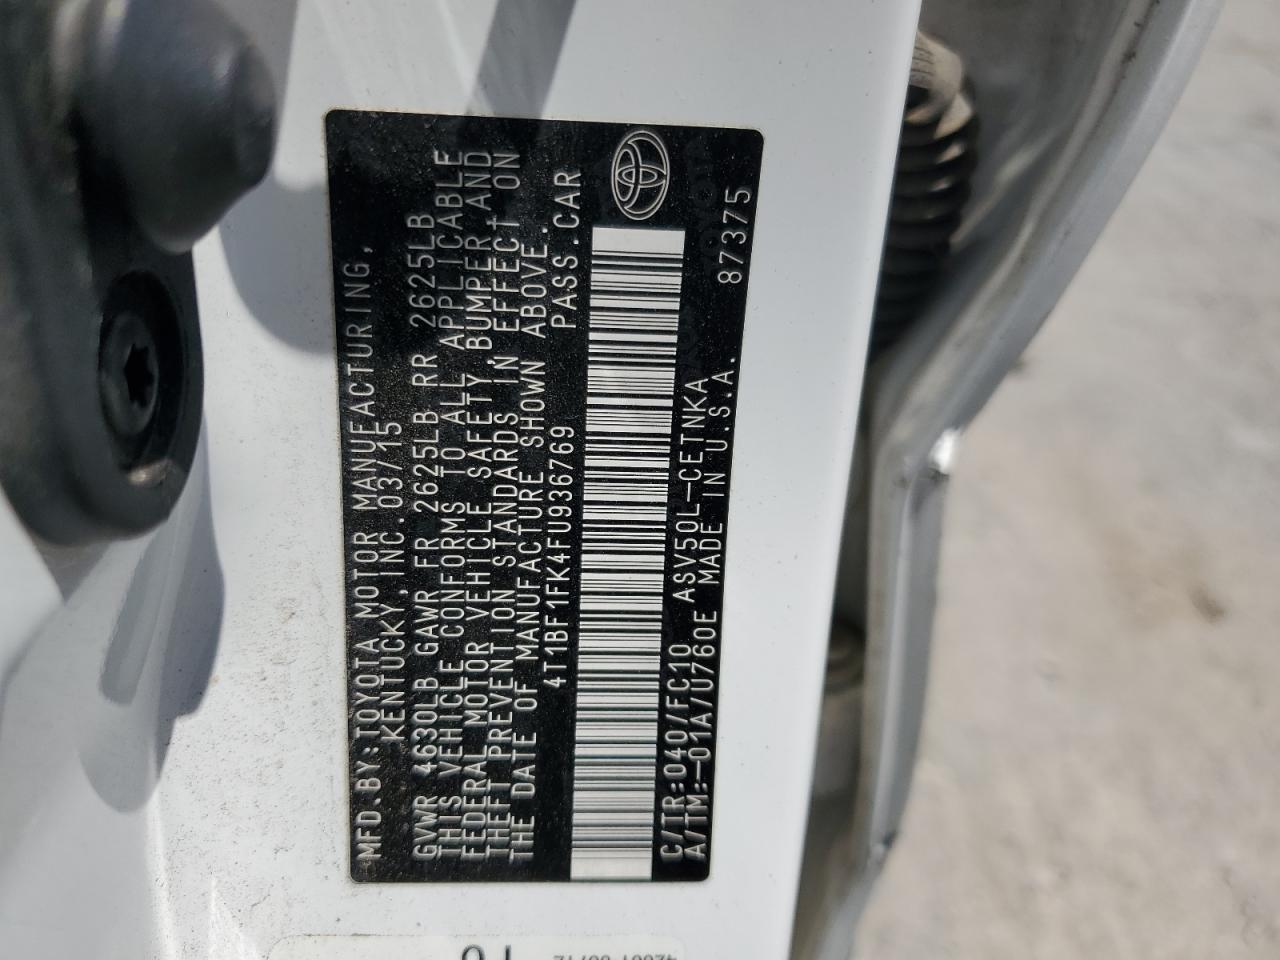 MFD.BY:TOYOTA MOTOR MANUFACTURING,
KENTUCKY, INC. 03/15
GVWR 4630LB GAWR FR 2625LB RR 2625LB
THIS VEHICLE CONFORMS TO ALL APPLICABLE
FEDERAL MOTOR VEHICLE SAFETY, BUMPER AND
THEFT PREVENTION STANDARDS IN EFFECT ON
THE DATE OF MANUFACTURE SHOWN ABOVE.
4T1BF1FK4FU936769 PASS.CAR
C/TR:040/FC10 ASV50L-CETNKA
A/TM:-01A/U760E MADE IN U.S.A. 87375